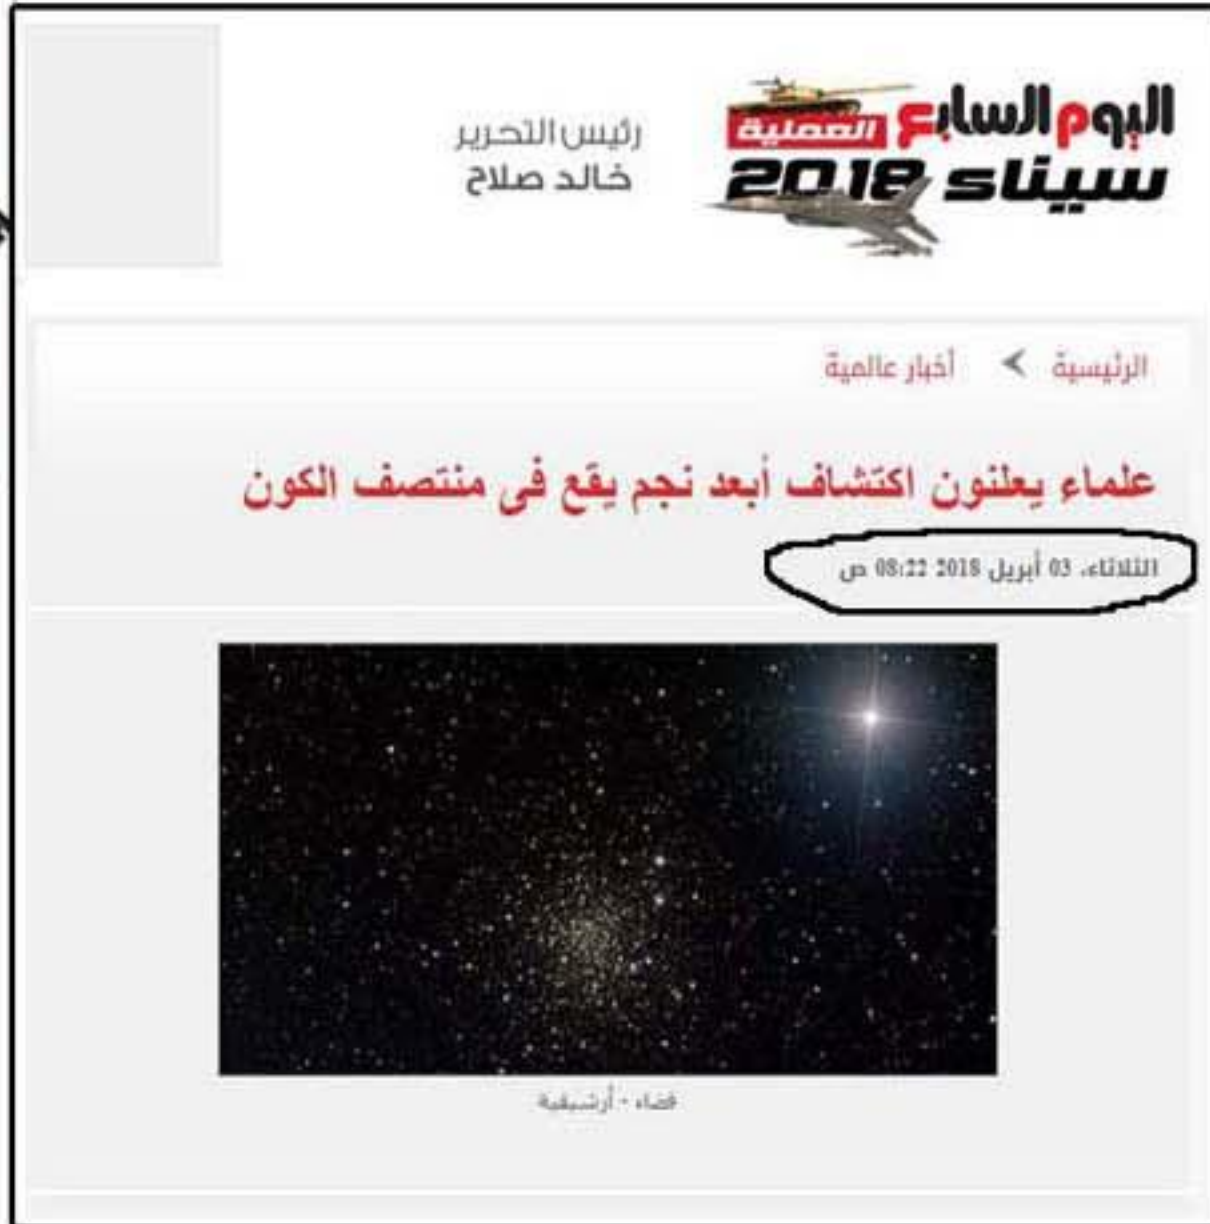 اليوم السابع العملية
سيناء 2018
رئيس التحرير
خالد صلاح
الرئيسية > أخبار عالمية
علماء يعلنون اكتشاف أبعد نجم يقع فى منتصف الكون
الثلاثاء، 03 أبريل 2018 08:22 ص
فضاء - أرشيفية